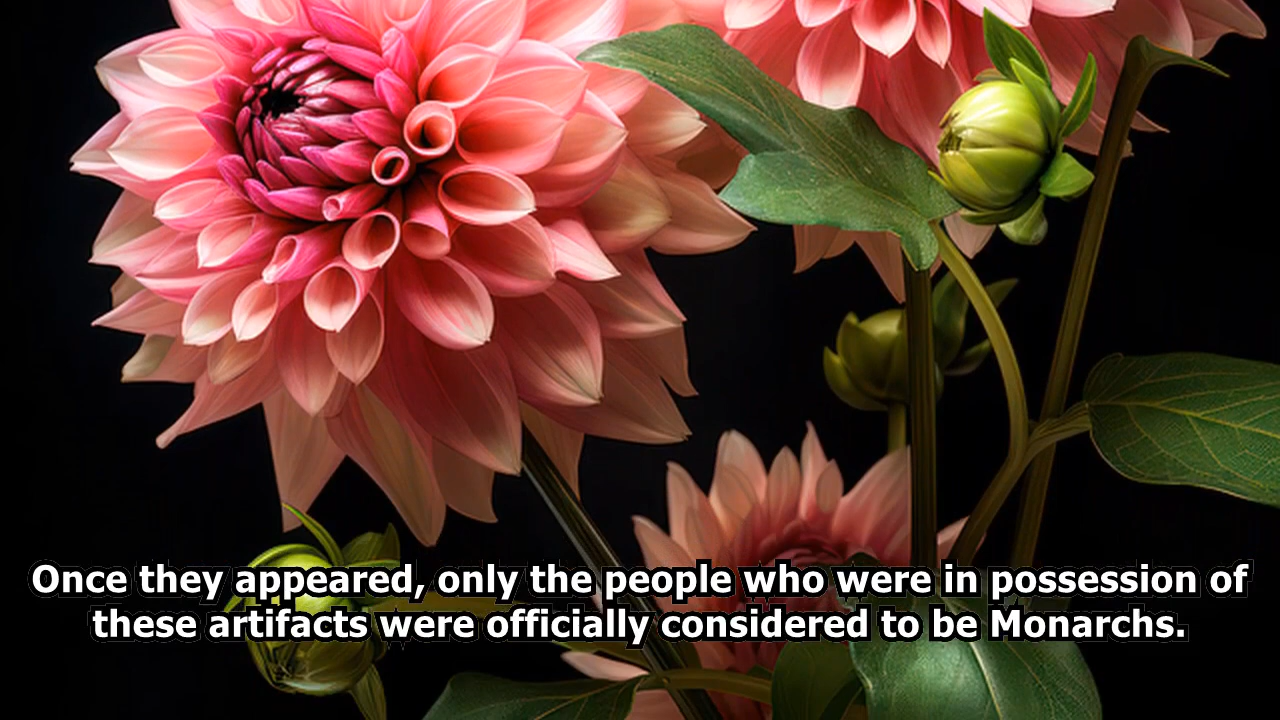 Once they appeared, only the people who were in possession of
these artifacts were officially considered to be Monarchs.